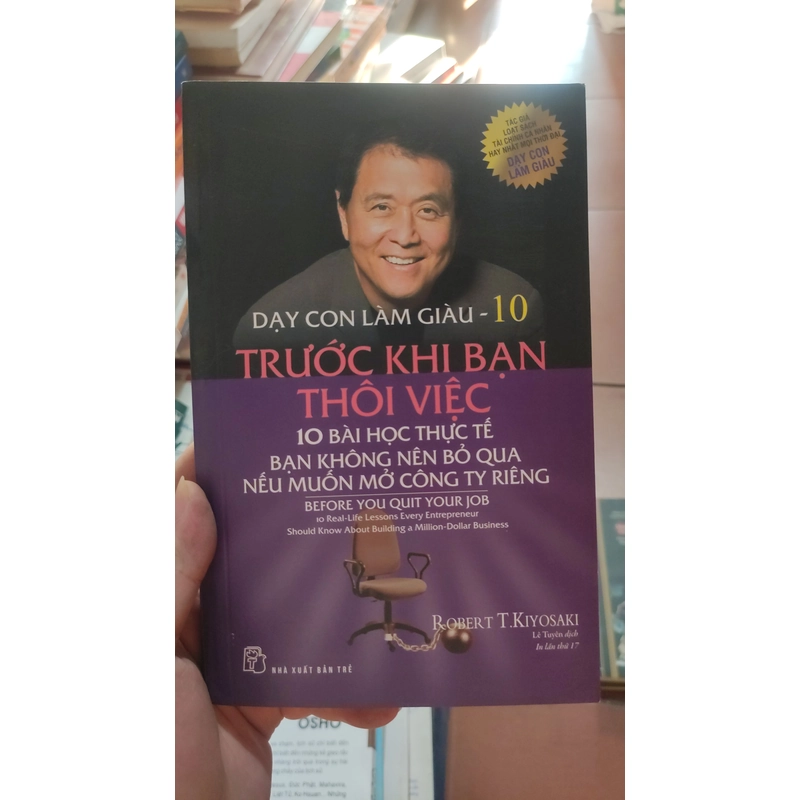 TÁC GIẢ
LOẠT SÁCH
TÀI CHÍNH CÁ NHÂN
HAY NHẤT MỌI THỜI ĐẠI
DẠY CON
LÀM GIÀU
DẠY CON LÀM GIÀU - 10
TRƯỚC KHI BẠN
THÔI VIỆC
10 BÀI HỌC THỰC TẾ
BẠN KHÔNG NÊN BỎ QUA
NẾU MUỐN MỞ CÔNG TY RIÊNG
BEFORE YOU QUIT YOUR JOB
10 Real-Life Lessons Every Entrepreneur
Should Know About Building a Million-Dollar Business
ROBERT T.KIYOSAKI
Lê Tuyên dịch
In lần thứ 17
NHÀ XUẤT BẢN TRẺ
OSHO